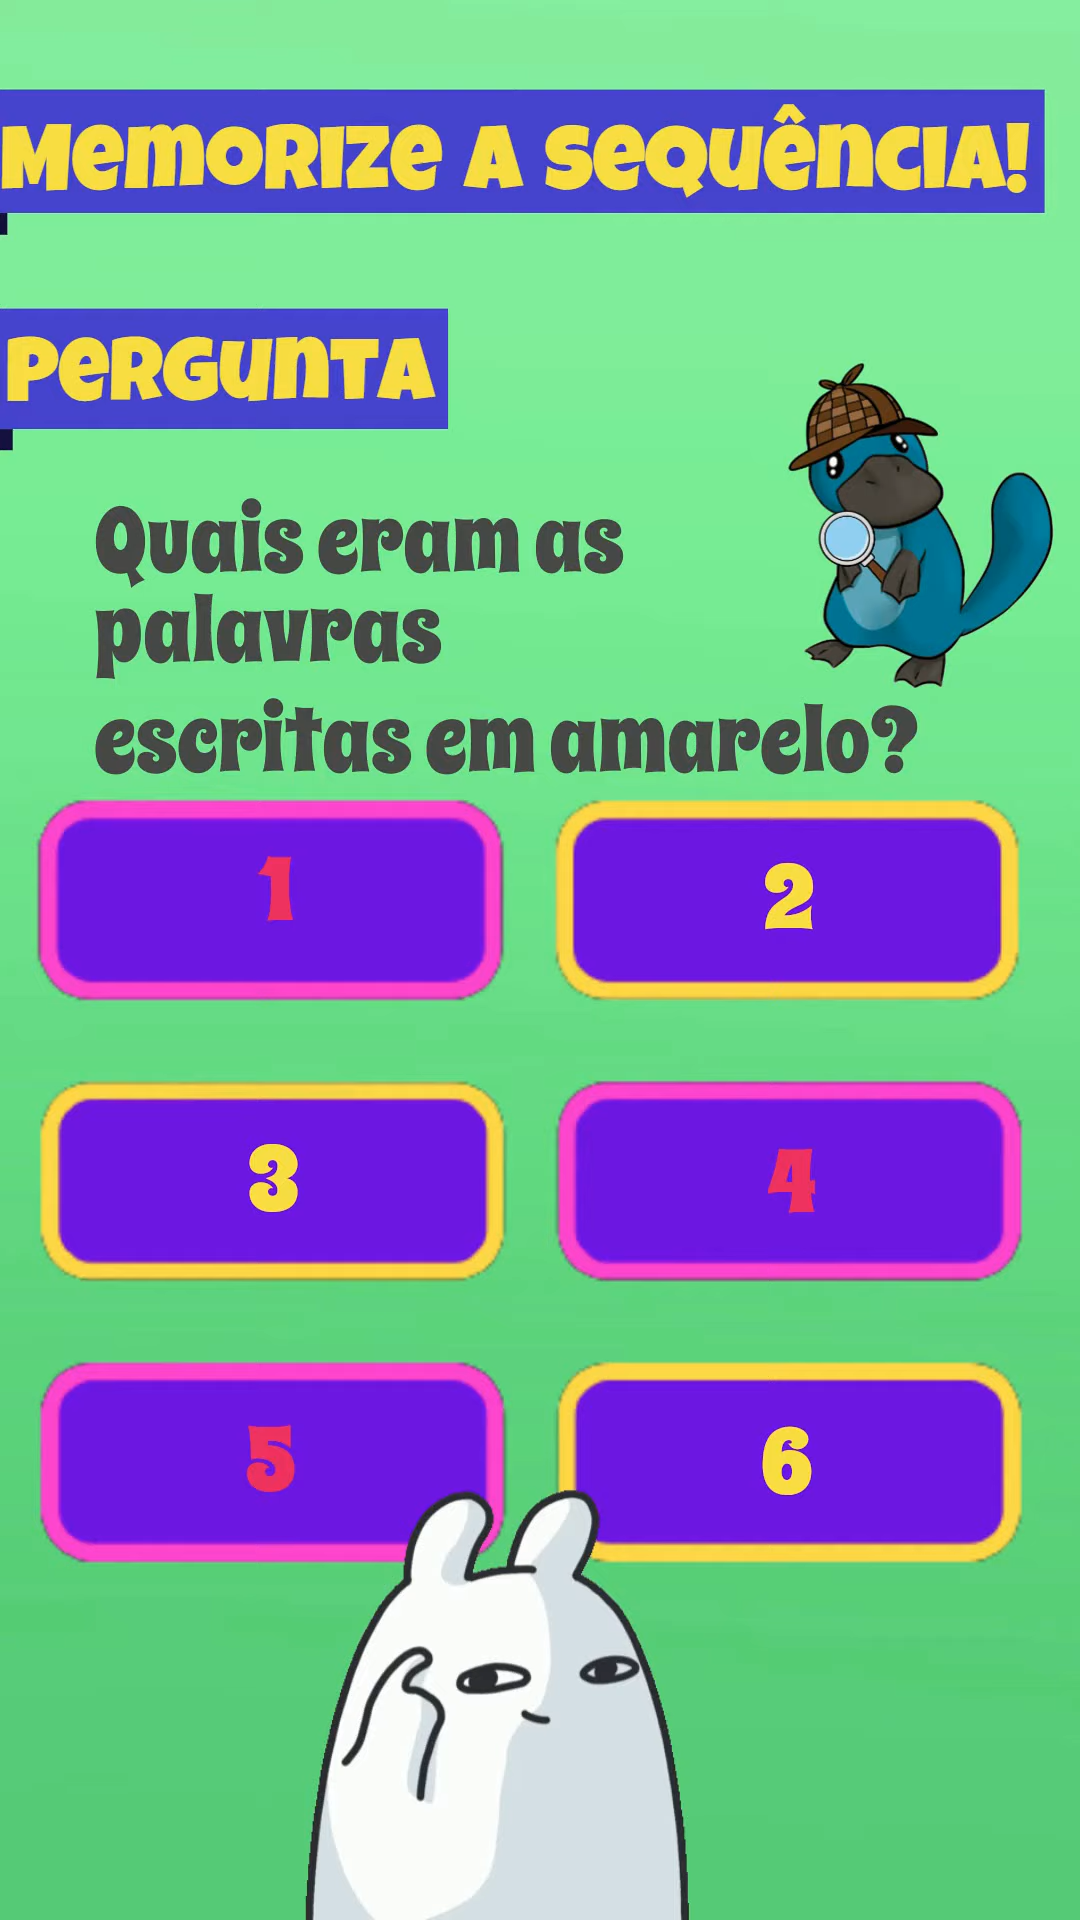 Memorize a sequência!
Pergunta
Quais eram as
palavras
escritas em amarelo?
1
2
3
4
5
6